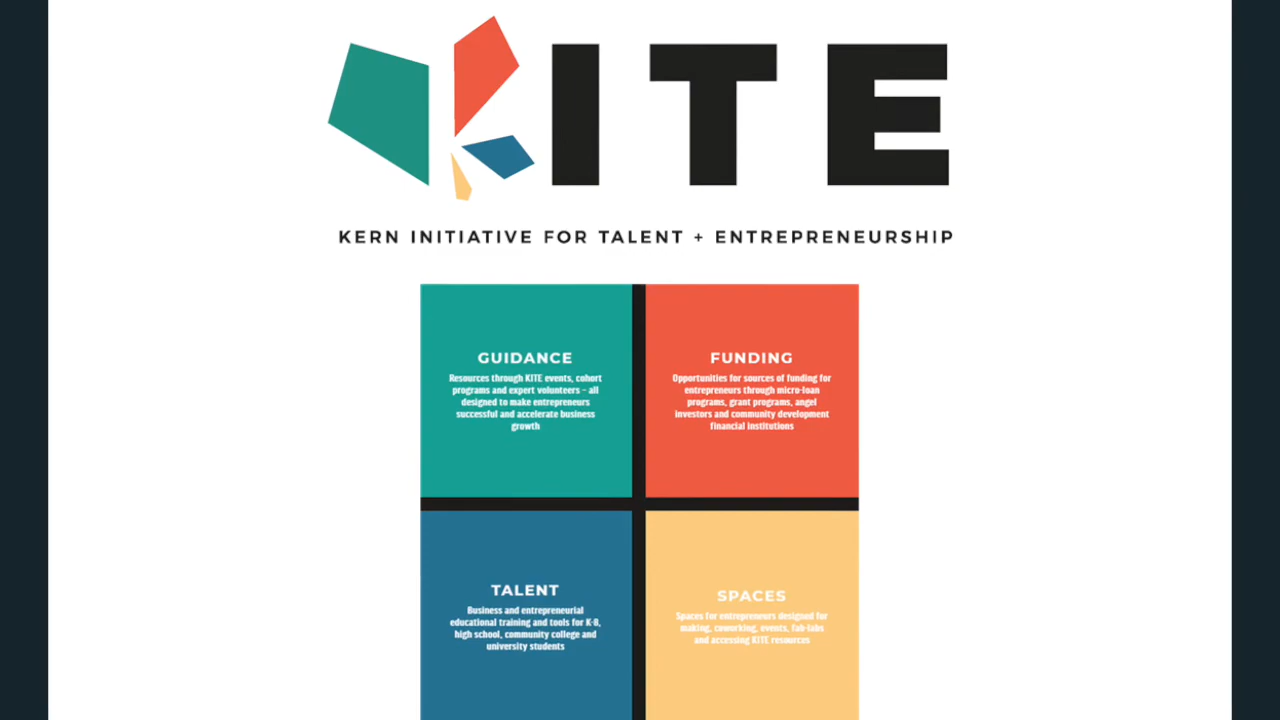 KITE
KERN INITIATIVE FOR TALENT + ENTREPRENEURSHIP
GUIDANCE
Resources through KITE events, cohort
programs and expert volunteers – all
designed to make entrepreneurs
successful and accelerate business
growth
FUNDING
Opportunities for sources of funding for
entrepreneurs through micro-loan
programs, grant programs, angel
investors and community development
financial institutions
TALENT
Business and entrepreneurial
educational training and tools for K-8,
high school, community college and
university students
SPACES
Spaces for entrepreneurs designed for
making, coworking, events, fab-labs
and accessing KITE resources